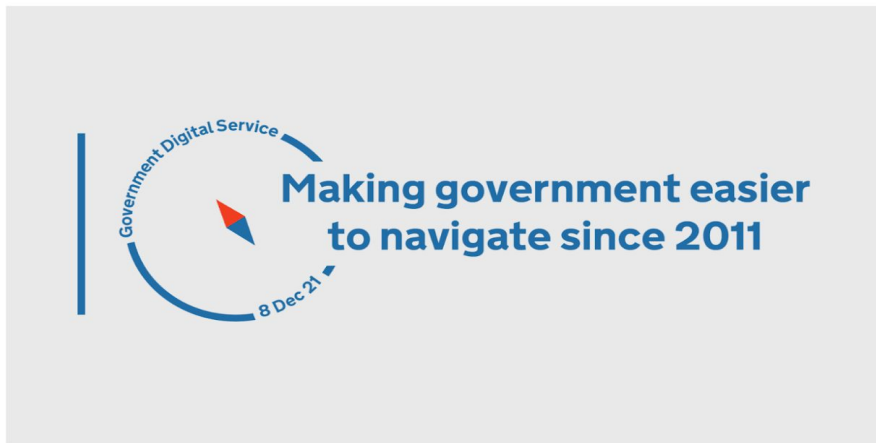 Government Digital Service
Making government easier
to navigate since 2011
8 Dec 21